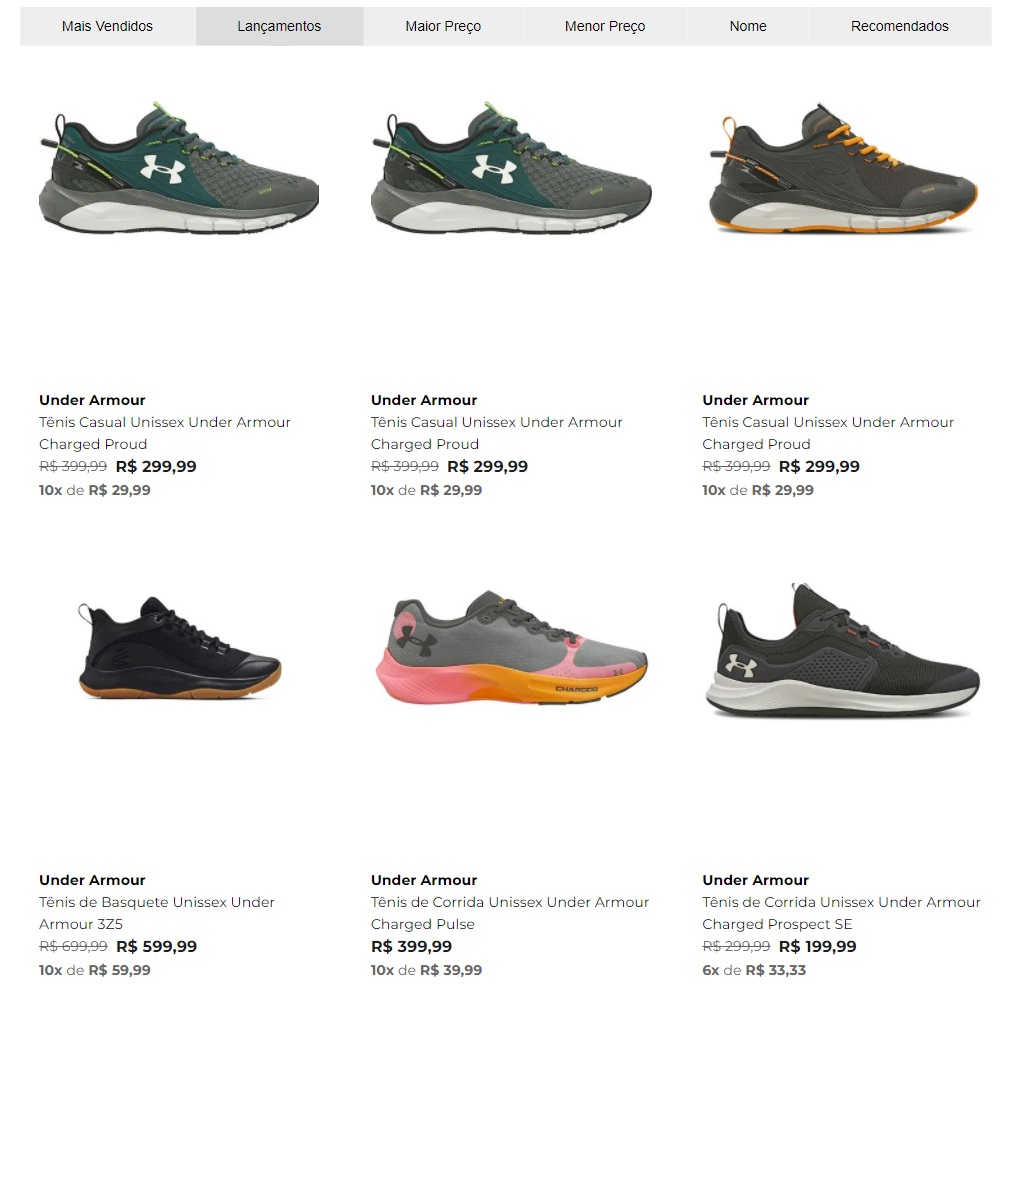 Mais Vendidos
Lançamentos
Maior Preço
Menor Preço
Nome
Recomendados
Under Armour
Tênis Casual Unissex Under Armour
Charged Proud
R$ 399,99 R$ 299,99
10x de R$ 29,99
Under Armour
Tênis Casual Unissex Under Armour
Charged Proud
R$ 399,99 R$ 299,99
10x de R$ 29,99
Under Armour
Tênis Casual Unissex Under Armour
Charged Proud
R$ 399,99 R$ 299,99
10x de R$ 29,99
Under Armour
Tênis de Basquete Unissex Under
Armour 3Z5
R$ 699,99 R$ 599,99
10x de R$ 59,99
CHARGED
Under Armour
Tênis de Corrida Unissex Under Armour
Charged Pulse
R$ 399,99
10x de R$ 39,99
Under Armour
Tênis de Corrida Unissex Under Armour
Charged Prospect SE
R$ 299,99 R$ 199,99
6x de R$ 33,33